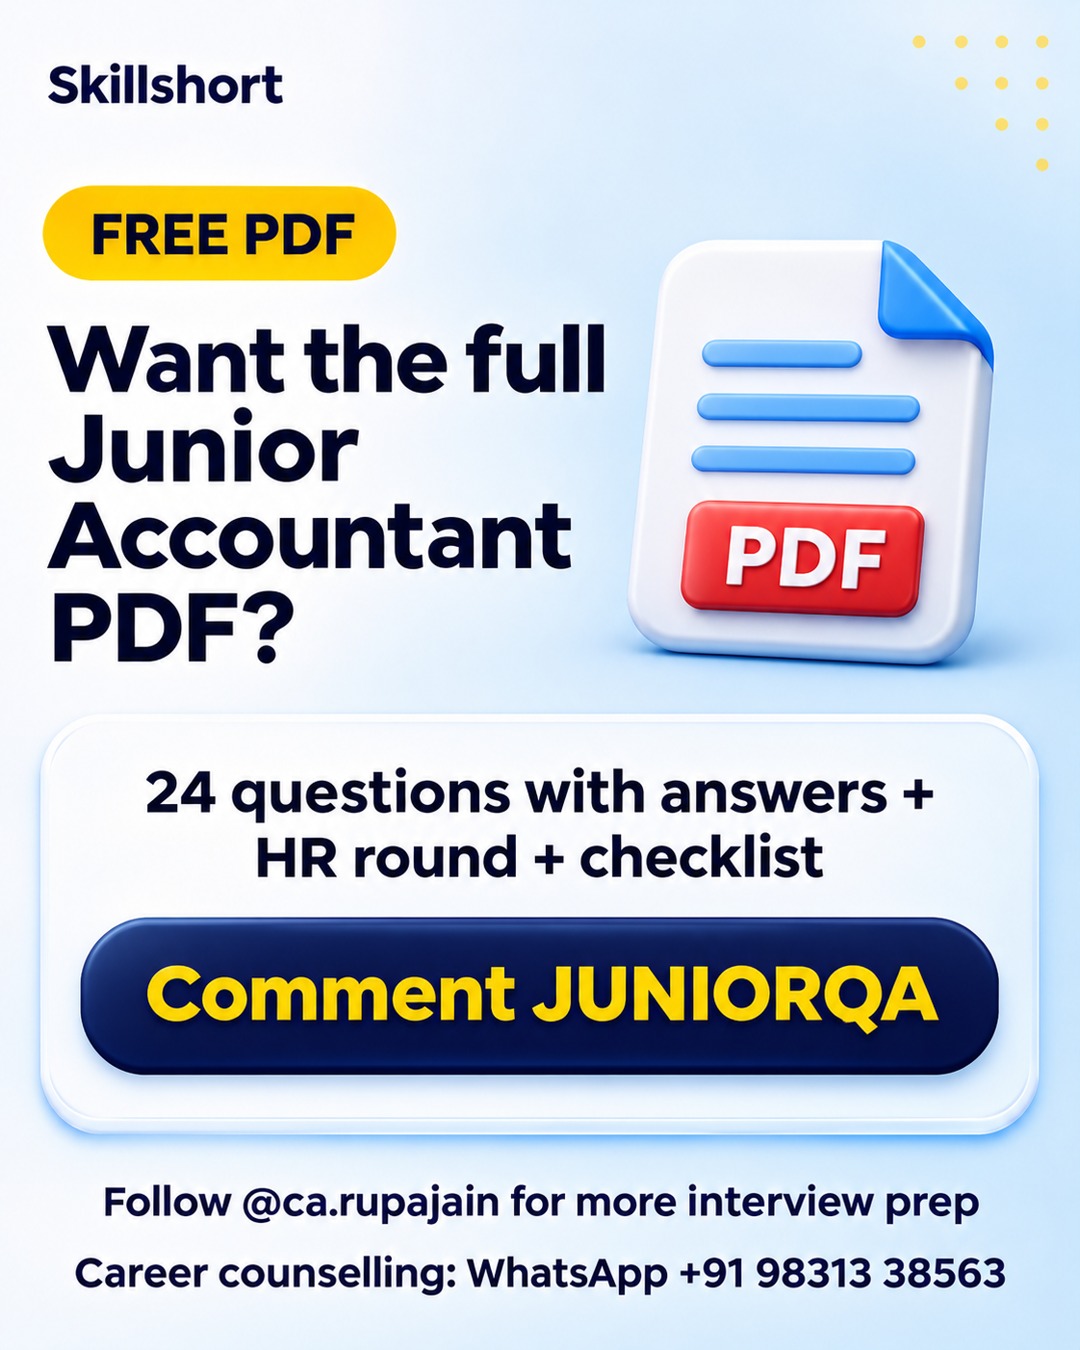 Skillshort
FREE PDF
Want the full
Junior
Accountant
PDF?
PDF
24 questions with answers +
HR round + checklist
Comment JUNIORQA
Follow @ca.rupajain for more interview prep
Career counselling: WhatsApp +91 98313 38563